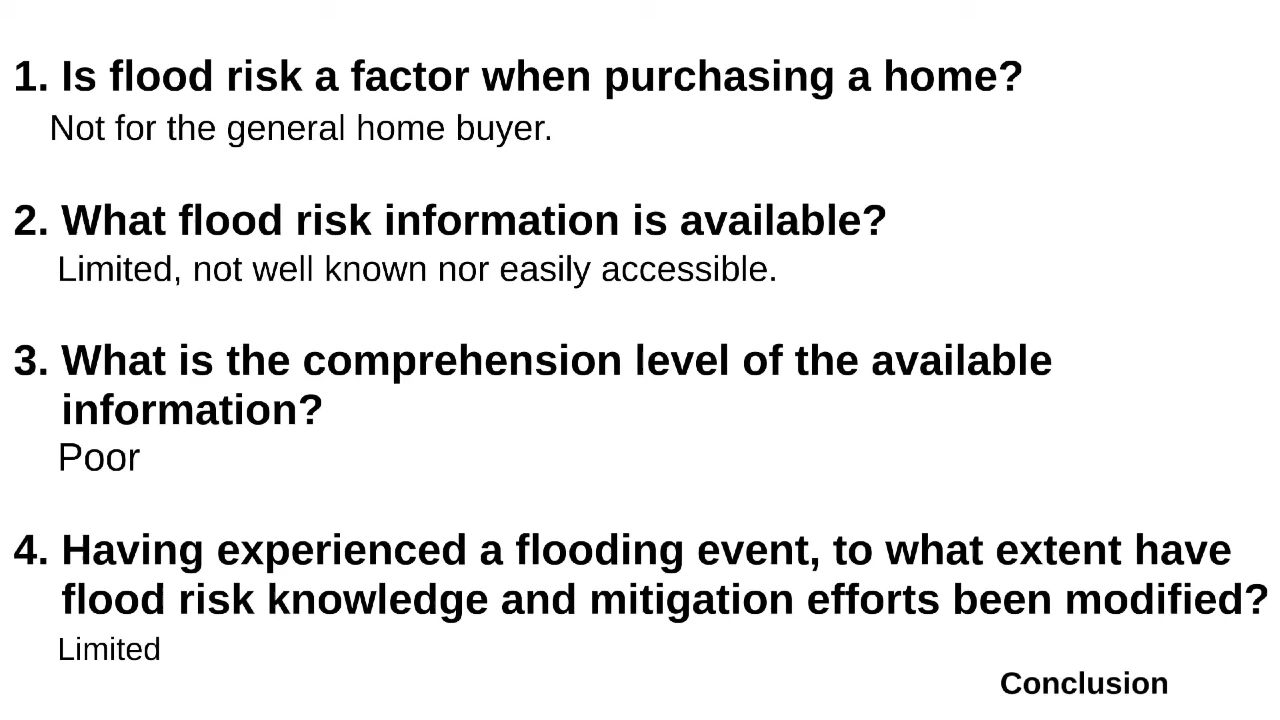 1. Is flood risk a factor when purchasing a home?
Not for the general home buyer.
2. What flood risk information is available?
Limited, not well known nor easily accessible.
3. What is the comprehension level of the available
information?
Poor
4. Having experienced a flooding event, to what extent have
flood risk knowledge and mitigation efforts been modified?
Limited
Conclusion